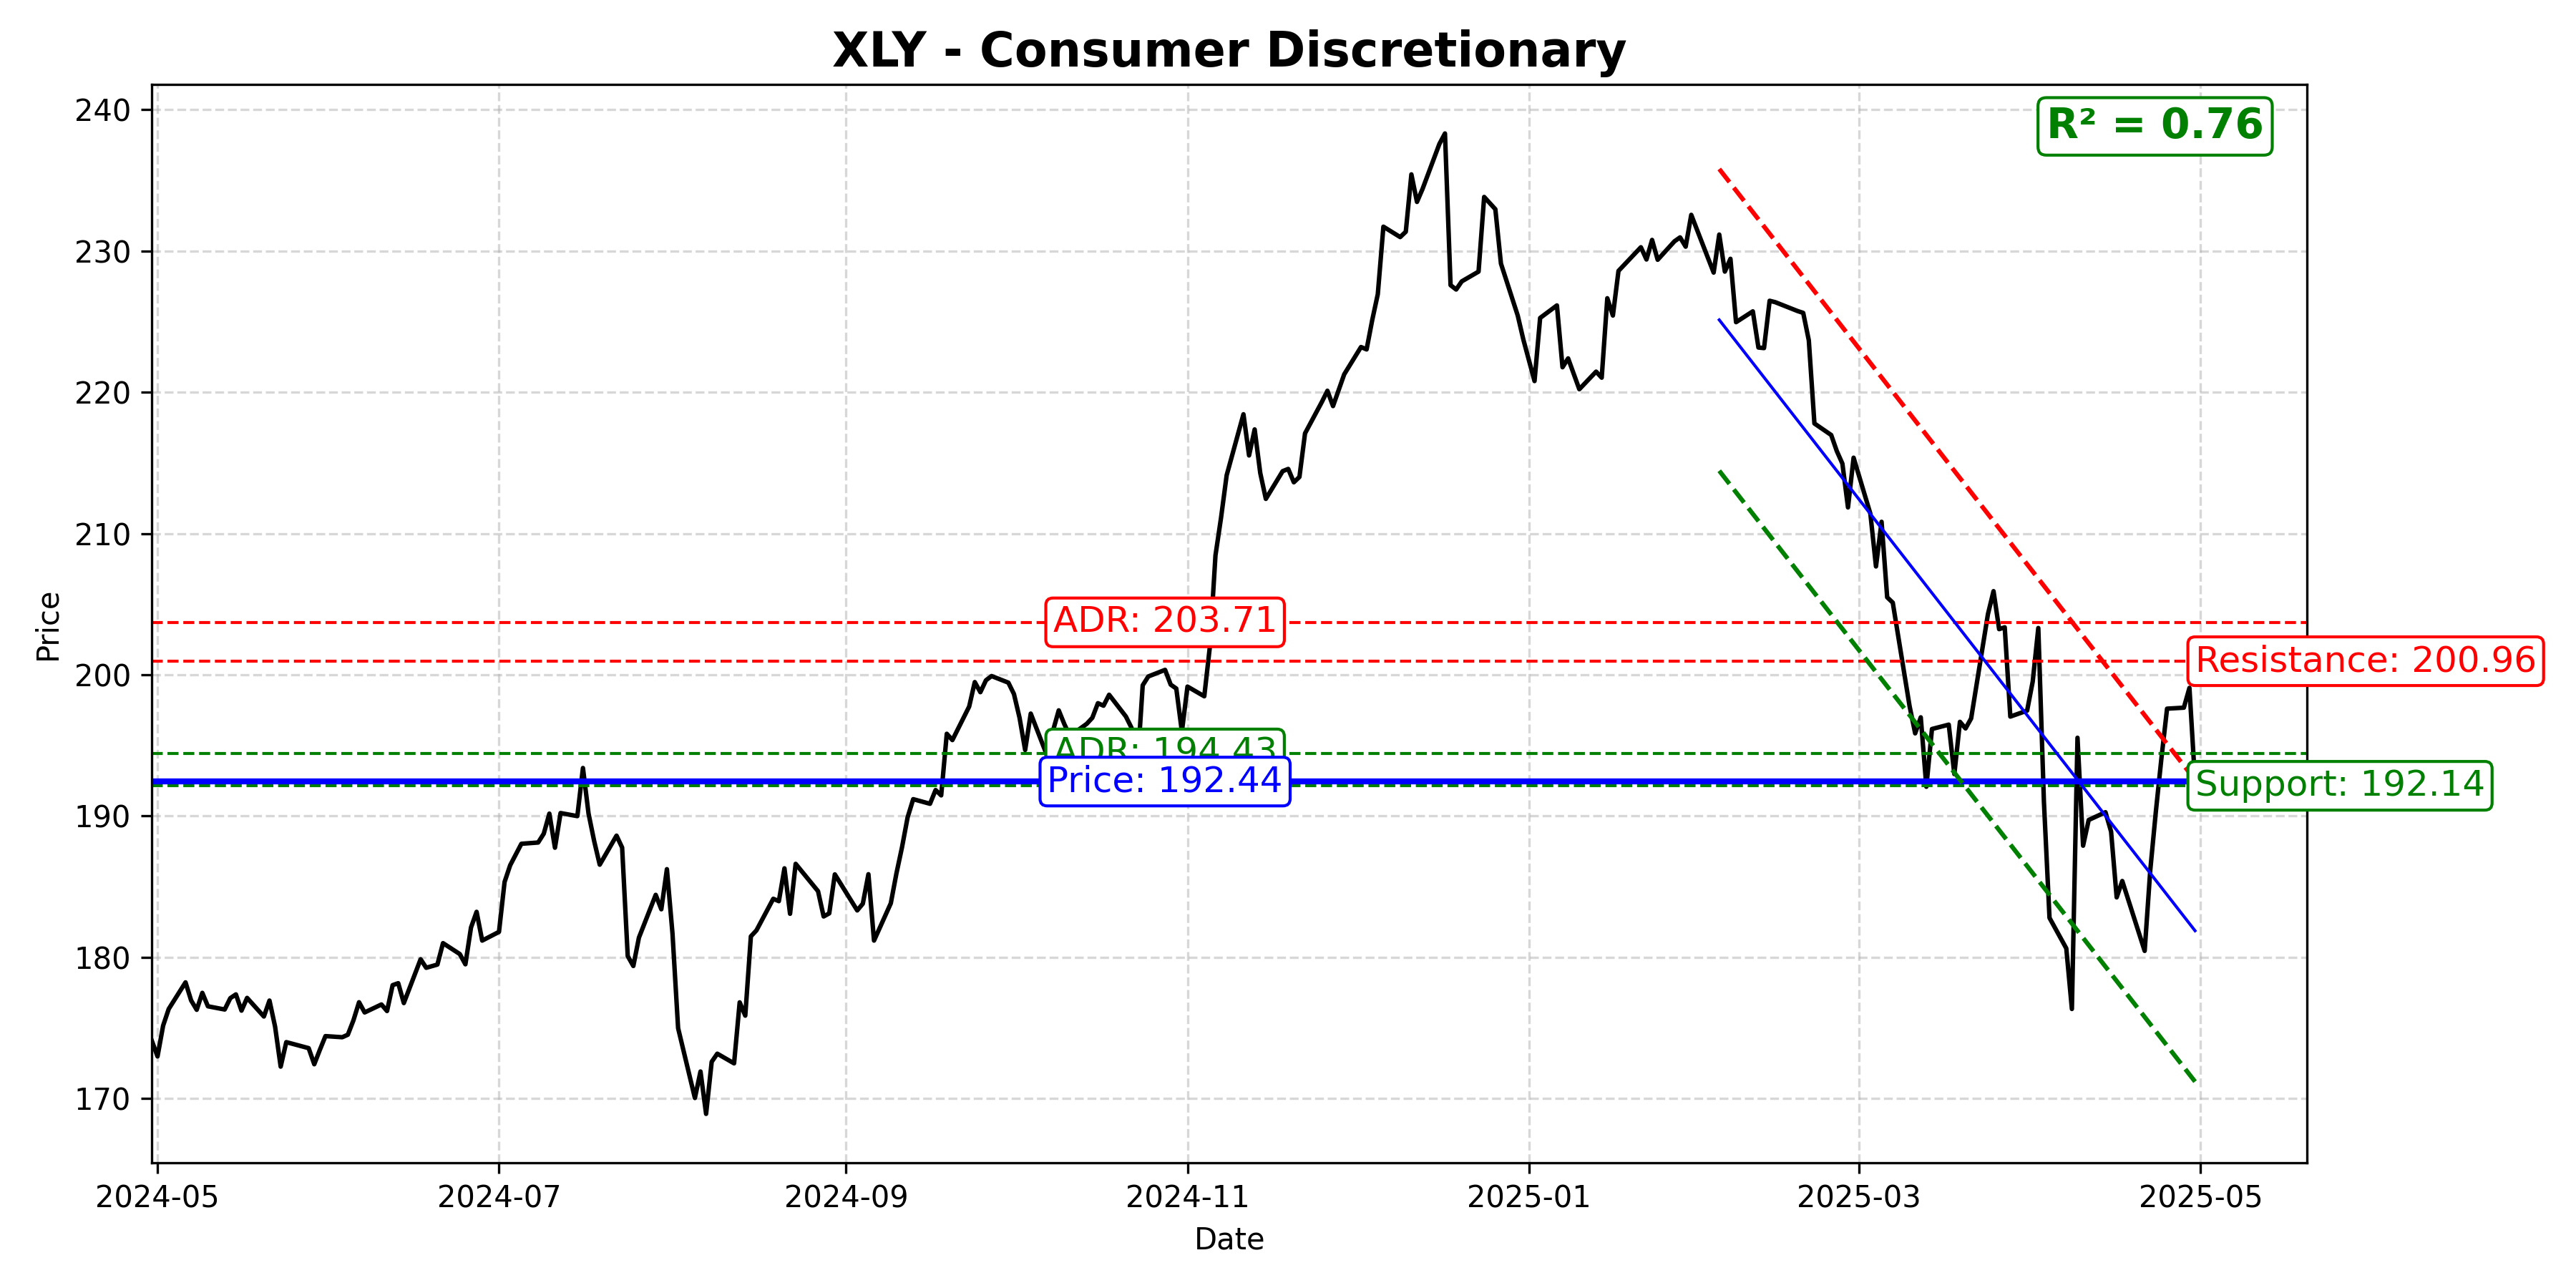 XLY - Consumer Discretionary
R² = 0.76
240
230
220
210
200
190
180
170
Price
ADR: 203.71
Resistance: 200.96
ADR: 194.43
Price: 192.44
Support: 192.14
2024-05
2024-07
2024-09
2024-11
2025-01
2025-03
2025-05
Date